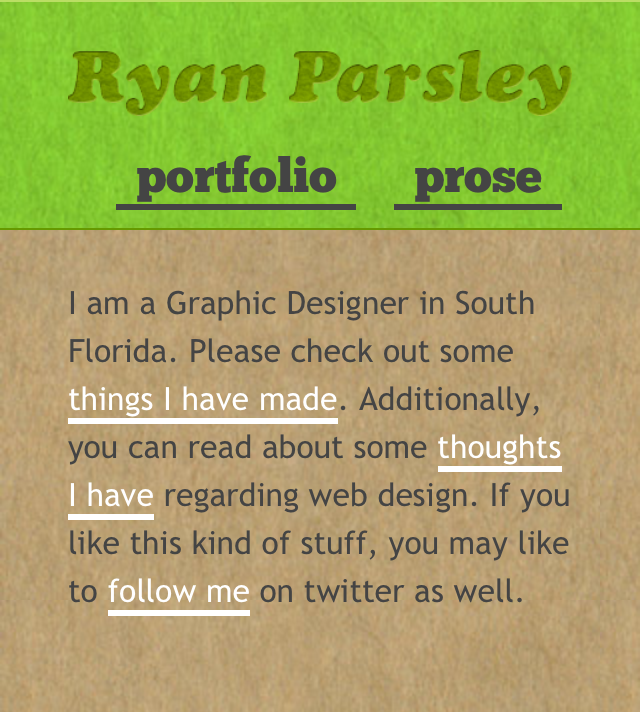 Ryan Parsley
portfolio prose
I am a Graphic Designer in South
Florida. Please check out some
things I have made. Additionally,
you can read about some thoughts
I have regarding web design. If you
like this kind of stuff, you may like
to follow me on twitter as well.